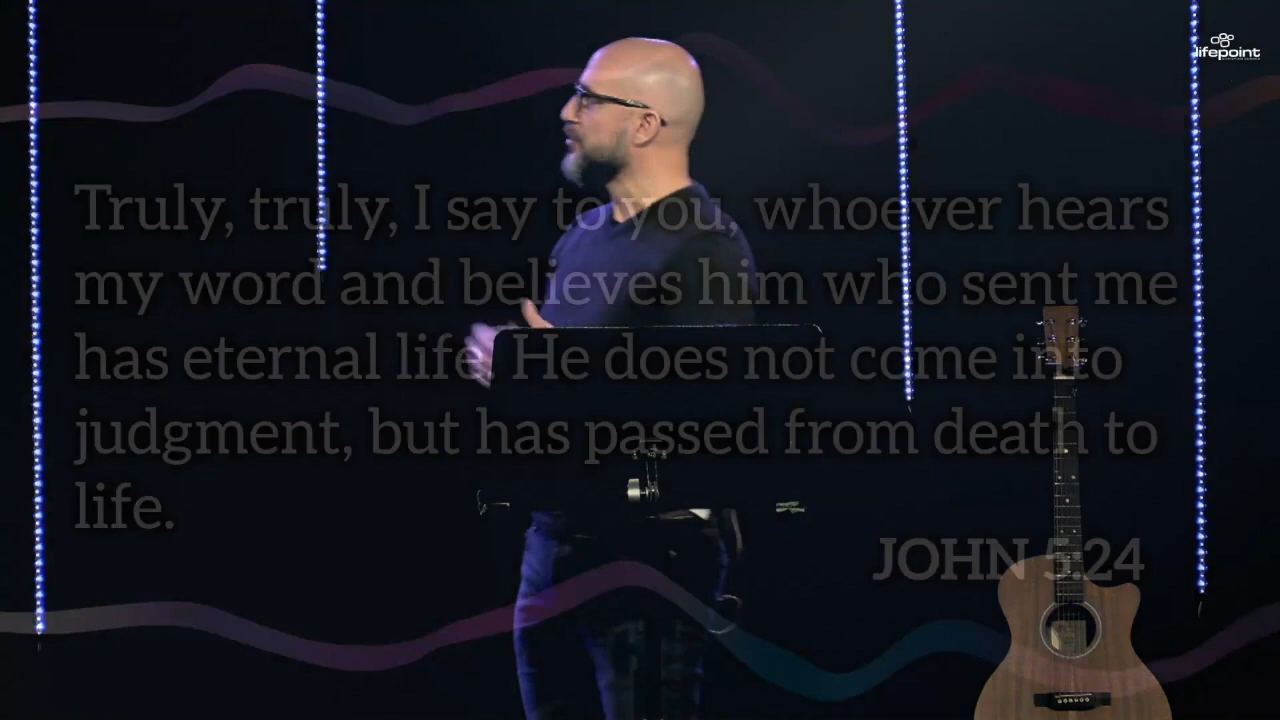 lifepoint
Truly, truly, I say to you, whoever hears
my word and believes him who sent me
has eternal life. He does not come into
judgment, but has passed from death to
life.
JOHN 5:24